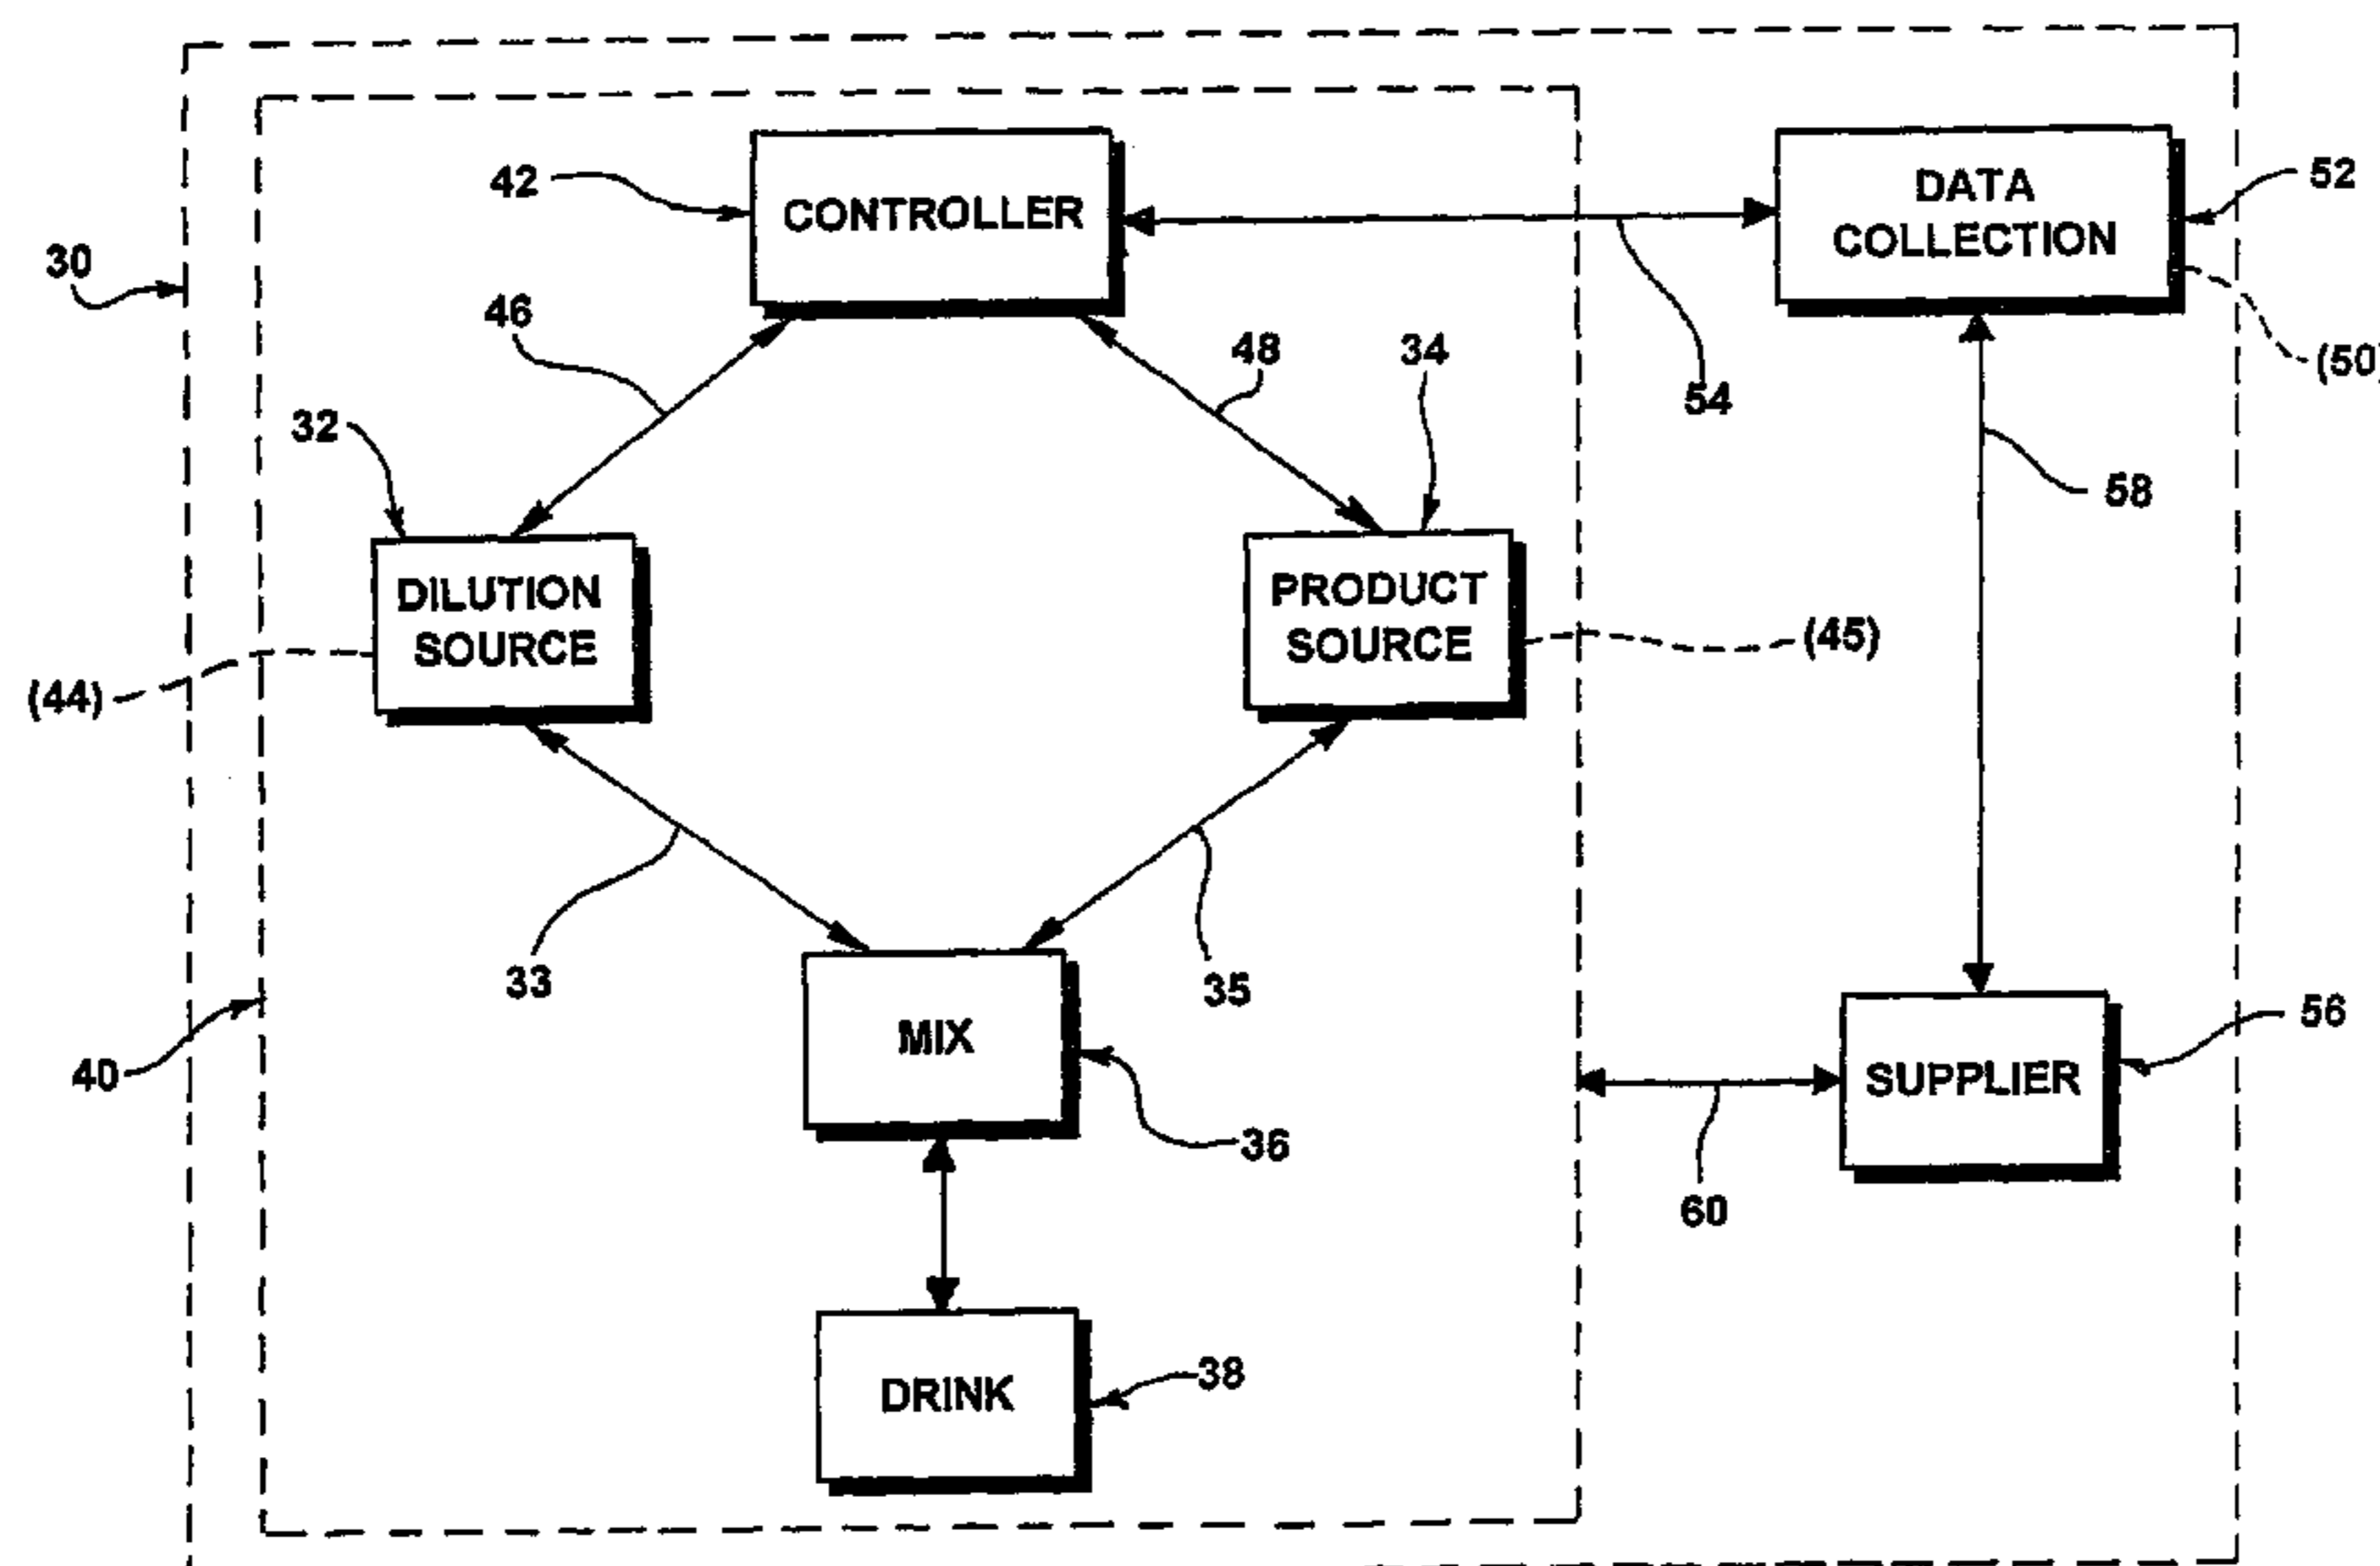 42
CONTROLLER
DATA
COLLECTION
52
30
46
48
34
54
(50)
32
58
DILUTION
SOURCE
PRODUCT
SOURCE
(44)
(45)
33
35
40
MIX
36
SUPPLIER
56
60
DRINK
38